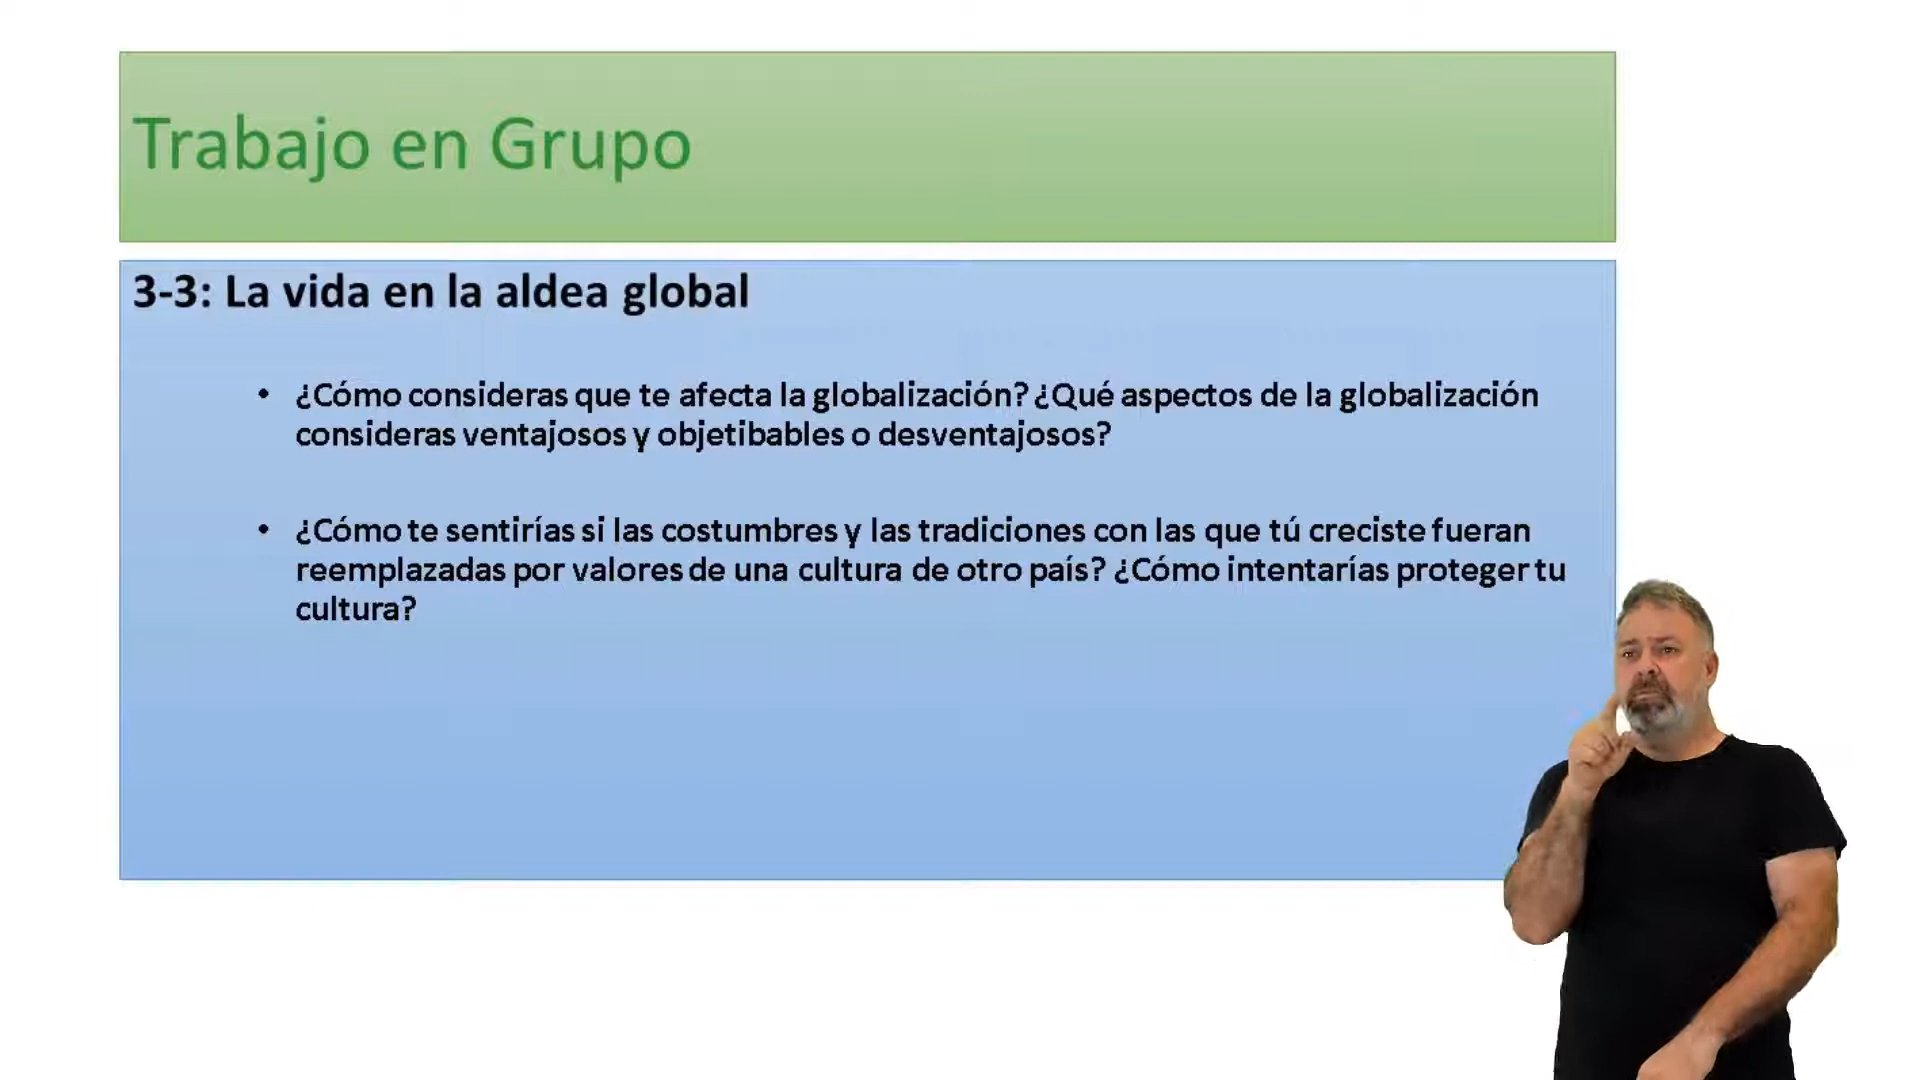 Trabajo en Grupo
3-3: La vida en la aldea global
• ¿Cómo consideras que te afecta la globalización? ¿Qué aspectos de la globalización
consideras ventajosos y objetibables o desventajosos?
• ¿Cómo te sentirías si las costumbres y las tradiciones con las que tú creciste fueran
reemplazadas por valores de una cultura de otro país? ¿Cómo intentarías proteger tu
cultura?